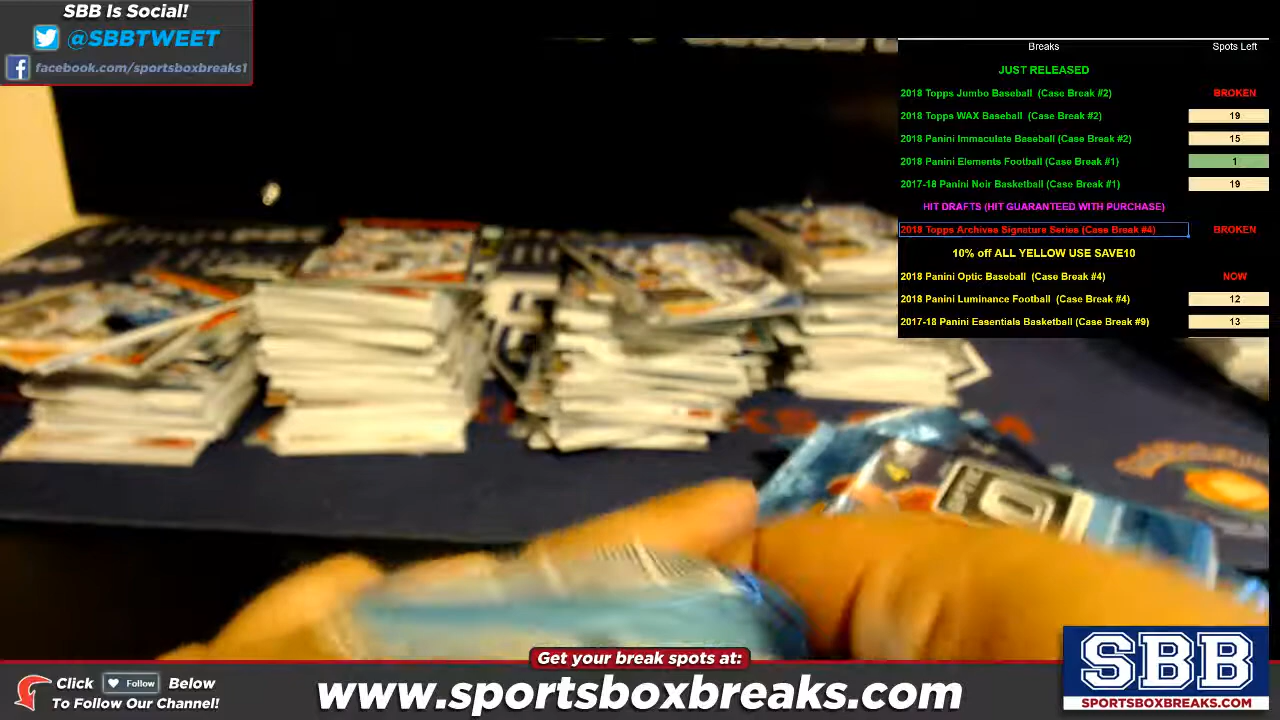 SBB Is Social!
@SBBTWEET
facebook.com/sportsboxbreaks1
Breaks Spots Left
JUST RELEASED
2018 Topps Jumbo Baseball (Case Break #2) BROKEN
2018 Topps WAX Baseball (Case Break #2) 19
2018 Panini Immaculate Baseball (Case Break #2) 15
2018 Panini Elements Football (Case Break #1) 1
2017-18 Panini Noir Basketball (Case Break #1) 19
HIT DRAFTS (HIT GUARANTEED WITH PURCHASE)
2018 Topps Archives Signature Series (Case Break #4) BROKEN
10% off ALL YELLOW USE SAVE10
2018 Panini Optic Baseball (Case Break #4) NOW
2018 Panini Luminance Football (Case Break #4) 12
2017-18 Panini Essentials Basketball (Case Break #9) 13
Get your break spots at:
Click Follow Below
To Follow Our Channel!
www.sportsboxbreaks.com
SBB
SPORTSBOXBREAKS.COM